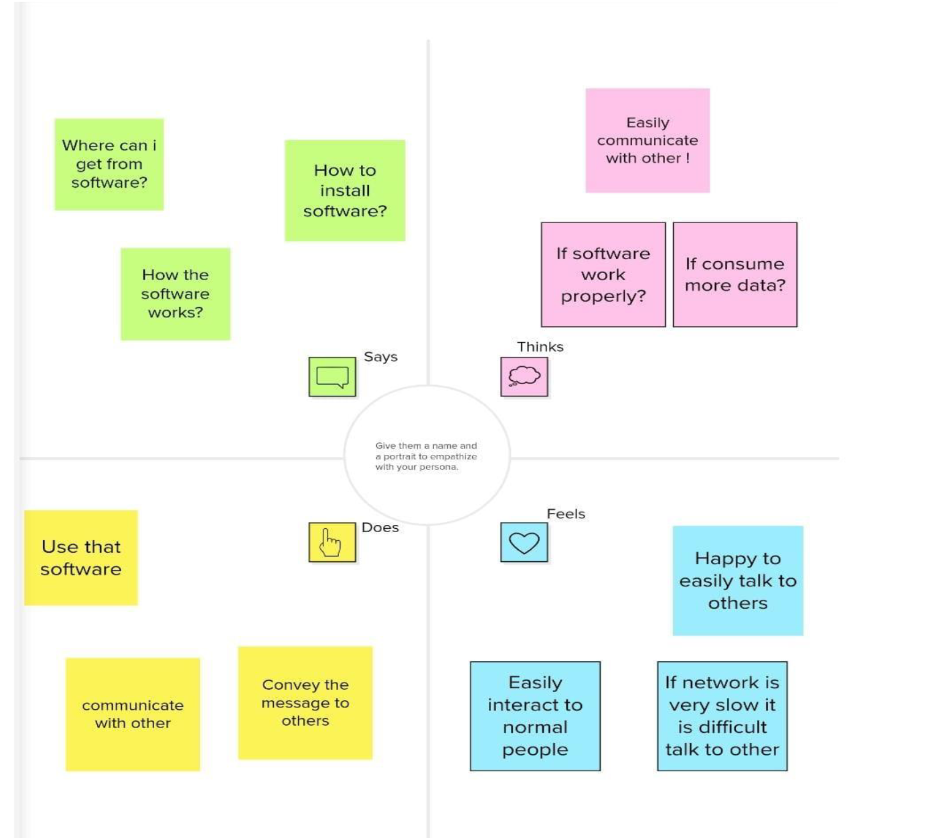 Where can i
get from
software?
How to
install
software?
How the
software
works?
Says
Easily
communicate
with other !
If software
work
properly?
If consume
more data?
Thinks
Give them a name and
a portrait to empathize
with your persona.
Does
Use that
software
communicate
with other
Convey the
message to
others
Feels
Happy to
easily talk to
others
Easily
interact to
normal
people
If network is
very slow it
is difficult
talk to other